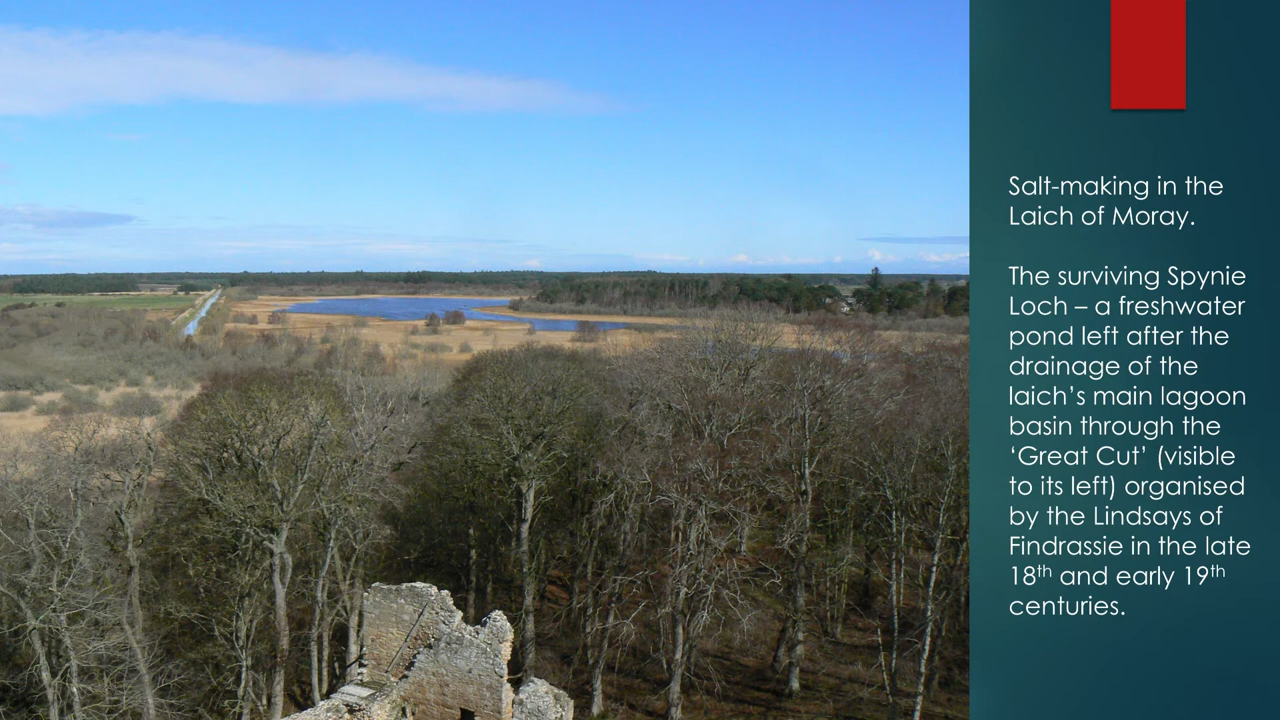 Salt-making in the
Laich of Moray.
The surviving Spynie
Loch – a freshwater
pond left after the
drainage of the
laich’s main lagoon
basin through the
‘Great Cut’ (visible
to its left) organised
by the Lindsays of
Findrassie in the late
18th and early 19th
centuries.